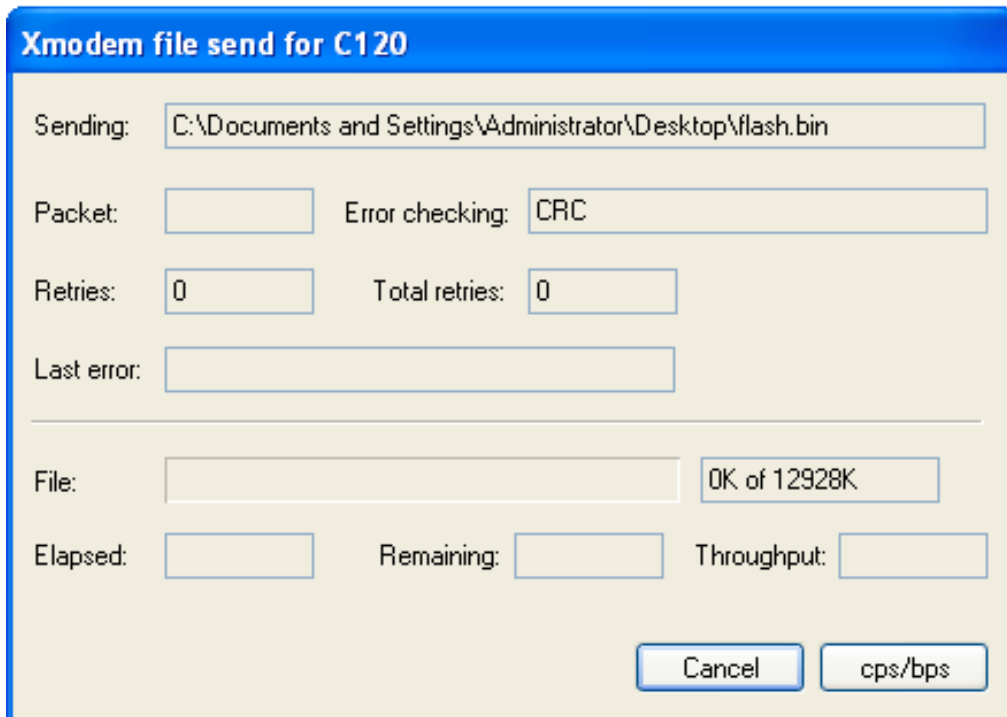 Xmodem file send for C120
Sending: C:\Documents and Settings\Administrator\Desktop\flash.bin
Packet: Error checking: CRC
Retries: 0 Total retries: 0
Last error:
File: 0K of 12928K
Elapsed: Remaining: Throughput:
Cancel cps/bps